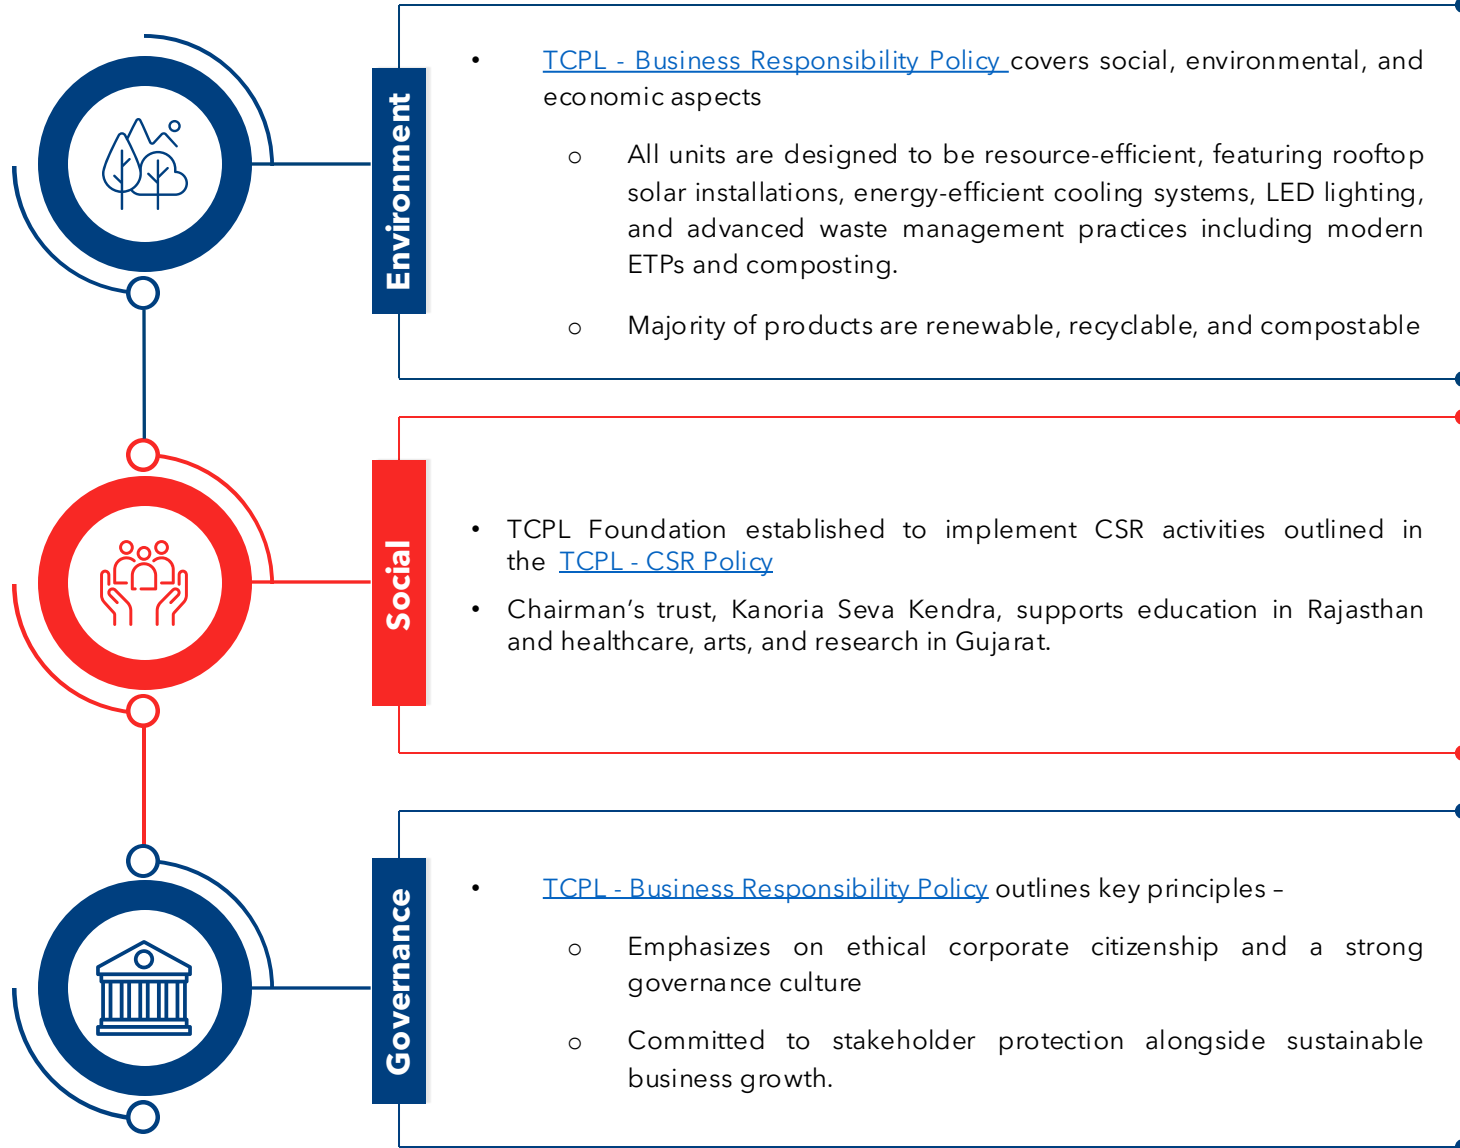 Environment
• TCPL - Business Responsibility Policy covers social, environmental, and
economic aspects
o All units are designed to be resource-efficient, featuring rooftop
solar installations, energy-efficient cooling systems, LED lighting,
and advanced waste management practices including modern
ETPs and composting.
o Majority of products are renewable, recyclable, and compostable
Social
• TCPL Foundation established to implement CSR activities outlined in
the TCPL - CSR Policy
• Chairman’s trust, Kanoria Seva Kendra, supports education in Rajasthan
and healthcare, arts, and research in Gujarat.
Governance
• TCPL - Business Responsibility Policy outlines key principles –
o Emphasizes on ethical corporate citizenship and a strong
governance culture
o Committed to stakeholder protection alongside sustainable
business growth.